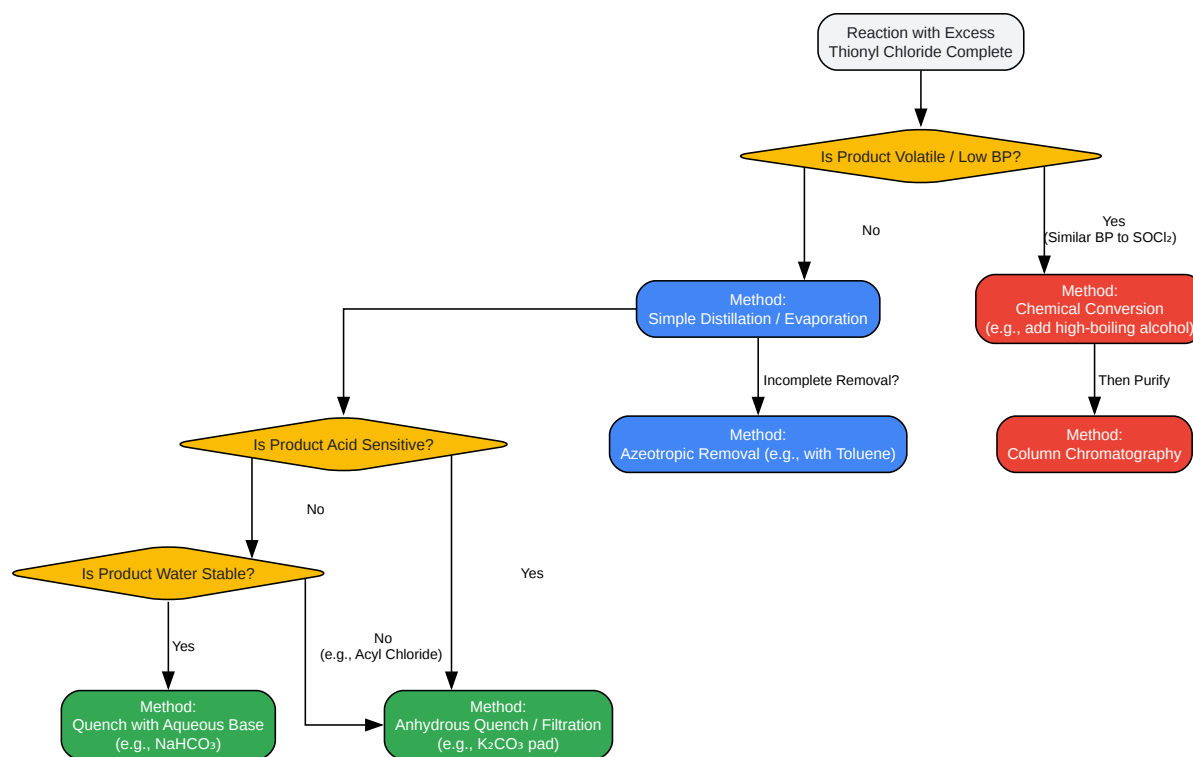 Reaction with Excess
Thionyl Chloride Complete
Is Product Volatile / Low BP?
No
Yes
(Similar BP to SOCl₂)
Method:
Simple Distillation / Evaporation
Method:
Chemical Conversion
(e.g., add high-boiling alcohol)
Incomplete Removal?
Then Purify
Is Product Acid Sensitive?
Method:
Azeotropic Removal (e.g., with Toluene)
Method:
Column Chromatography
No
Yes
Is Product Water Stable?
Yes
No
(e.g., Acyl Chloride)
Method:
Quench with Aqueous Base
(e.g., NaHCO₃)
Method:
Anhydrous Quench / Filtration
(e.g., K₂CO₃ pad)